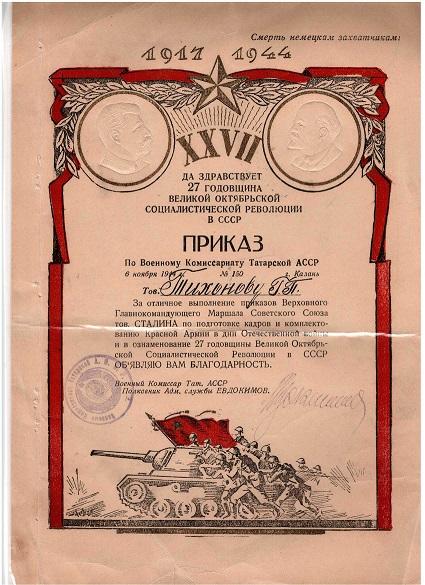 Смерть немецким захватчикам!
1917 1944
XXVII
ДА ЗДРАВСТВУЕТ
27 ГОДОВЩИНА
ВЕЛИКОЙ ОКТЯБРЬСКОЙ
СОЦИАЛИСТИЧЕСКОЙ РЕВОЛЮЦИИ
В СССР
ПРИКАЗ
По Военному Комиссариату Татарской АССР
6 ноября 1944 г. № 150 г. Казань
Тов. Тихонову Г.П.
За отличное выполнение приказов Верховного
Главнокомандующего Маршала Советского Союза
тов. СТАЛИНА по подготовке кадров и комплекто-
ванию Красной Армии в дни Отечественной войны
и в ознаменование 27 годовщины Великой Октябрь-
ской Социалистической Революции в СССР
ОБ'ЯВЛЯЮ ВАМ БЛАГОДАРНОСТЬ.
Военный Комиссар Тат. АССР
Полковник Адм. службы ЕВДОКИМОВ.